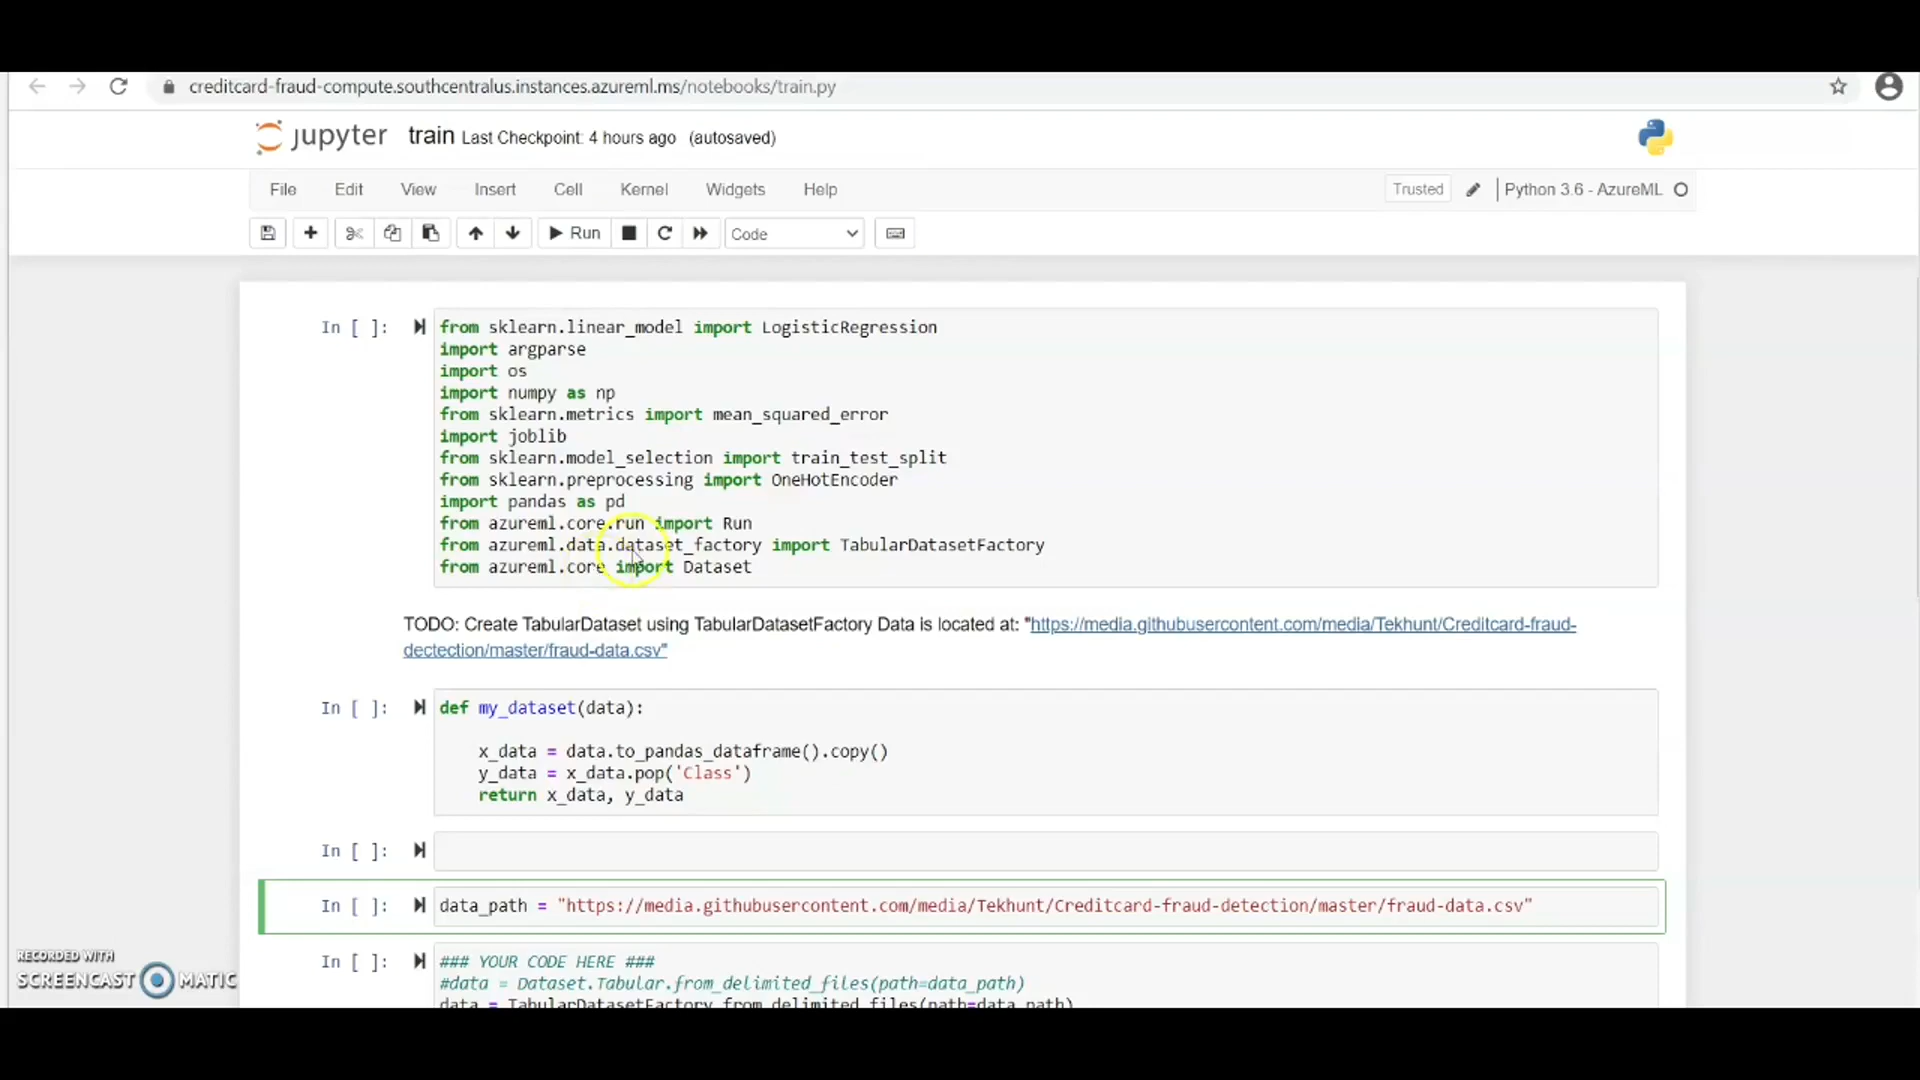 creditcard-fraud-compute.southcentralus.instances.azureml.ms/notebooks/train.py
jupyter train Last Checkpoint: 4 hours ago (autosaved)
File Edit View Insert Cell Kernel Widgets Help Trusted Python 3.6 - AzureML
Run Code
In [ ]: from sklearn.linear_model import LogisticRegression
import argparse
import os
import numpy as np
from sklearn.metrics import mean_squared_error
import joblib
from sklearn.model_selection import train_test_split
from sklearn.preprocessing import OneHotEncoder
import pandas as pd
from azureml.core.run import Run
from azureml.data.dataset_factory import TabularDatasetFactory
from azureml.core import Dataset
TODO: Create TabularDataset using TabularDatasetFactory Data is located at: "https://media.githubusercontent.com/media/Tekhunt/Creditcard-fraud-
dectection/master/fraud-data.csv"
In [ ]: def my_dataset(data):
x_data = data.to_pandas_dataframe().copy()
y_data = x_data.pop('Class')
return x_data, y_data
In [ ]:
In [ ]: data_path = "https://media.githubusercontent.com/media/Tekhunt/Creditcard-fraud-detection/master/fraud-data.csv"
In [ ]: ### YOUR CODE HERE ###
#data = Dataset.Tabular.from_delimited_files(path=data_path)
data = TabularDatasetFactory.from_delimited_files(path=data_path)
RECORDED WITH
SCREENCAST MATIC